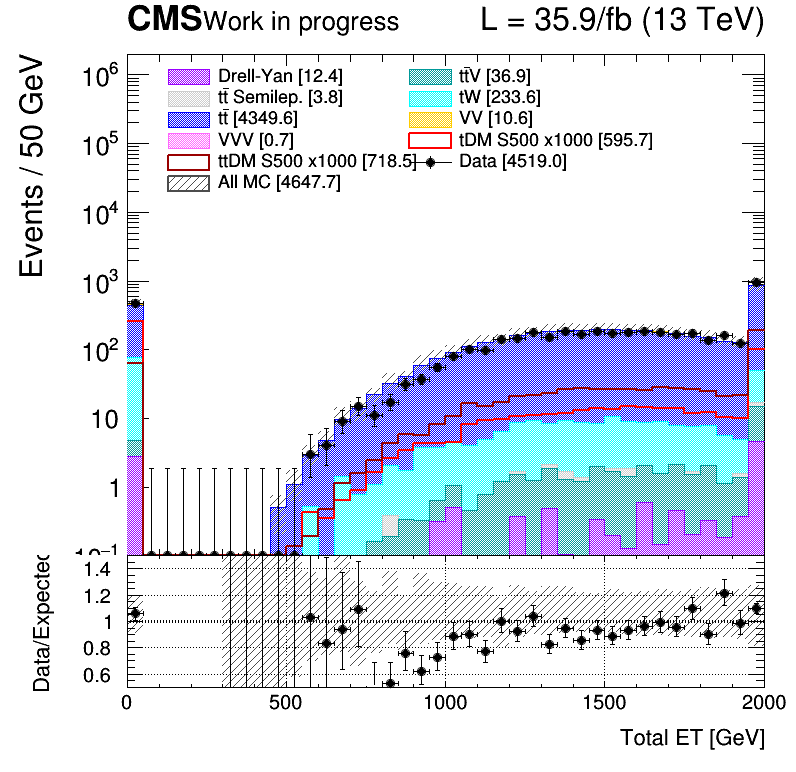 CMS Work in progress L = 35.9/fb (13 TeV)
Events / 50 GeV
10⁶
10⁵
10⁴
10³
10²
10
1
10⁻¹
Drell-Yan [12.4] tt̄V [36.9]
tt̄ Semilep. [3.8] tW [233.6]
tt̄ [4349.6] VV [10.6]
VVV [0.7] tDM S500 x1000 [595.7]
ttDM S500 x1000 [718.5] Data [4519.0]
All MC [4647.7]
Data/Expected
1.4
1.2
1
0.8
0.6
0 500 1000 1500 2000
Total ET [GeV]